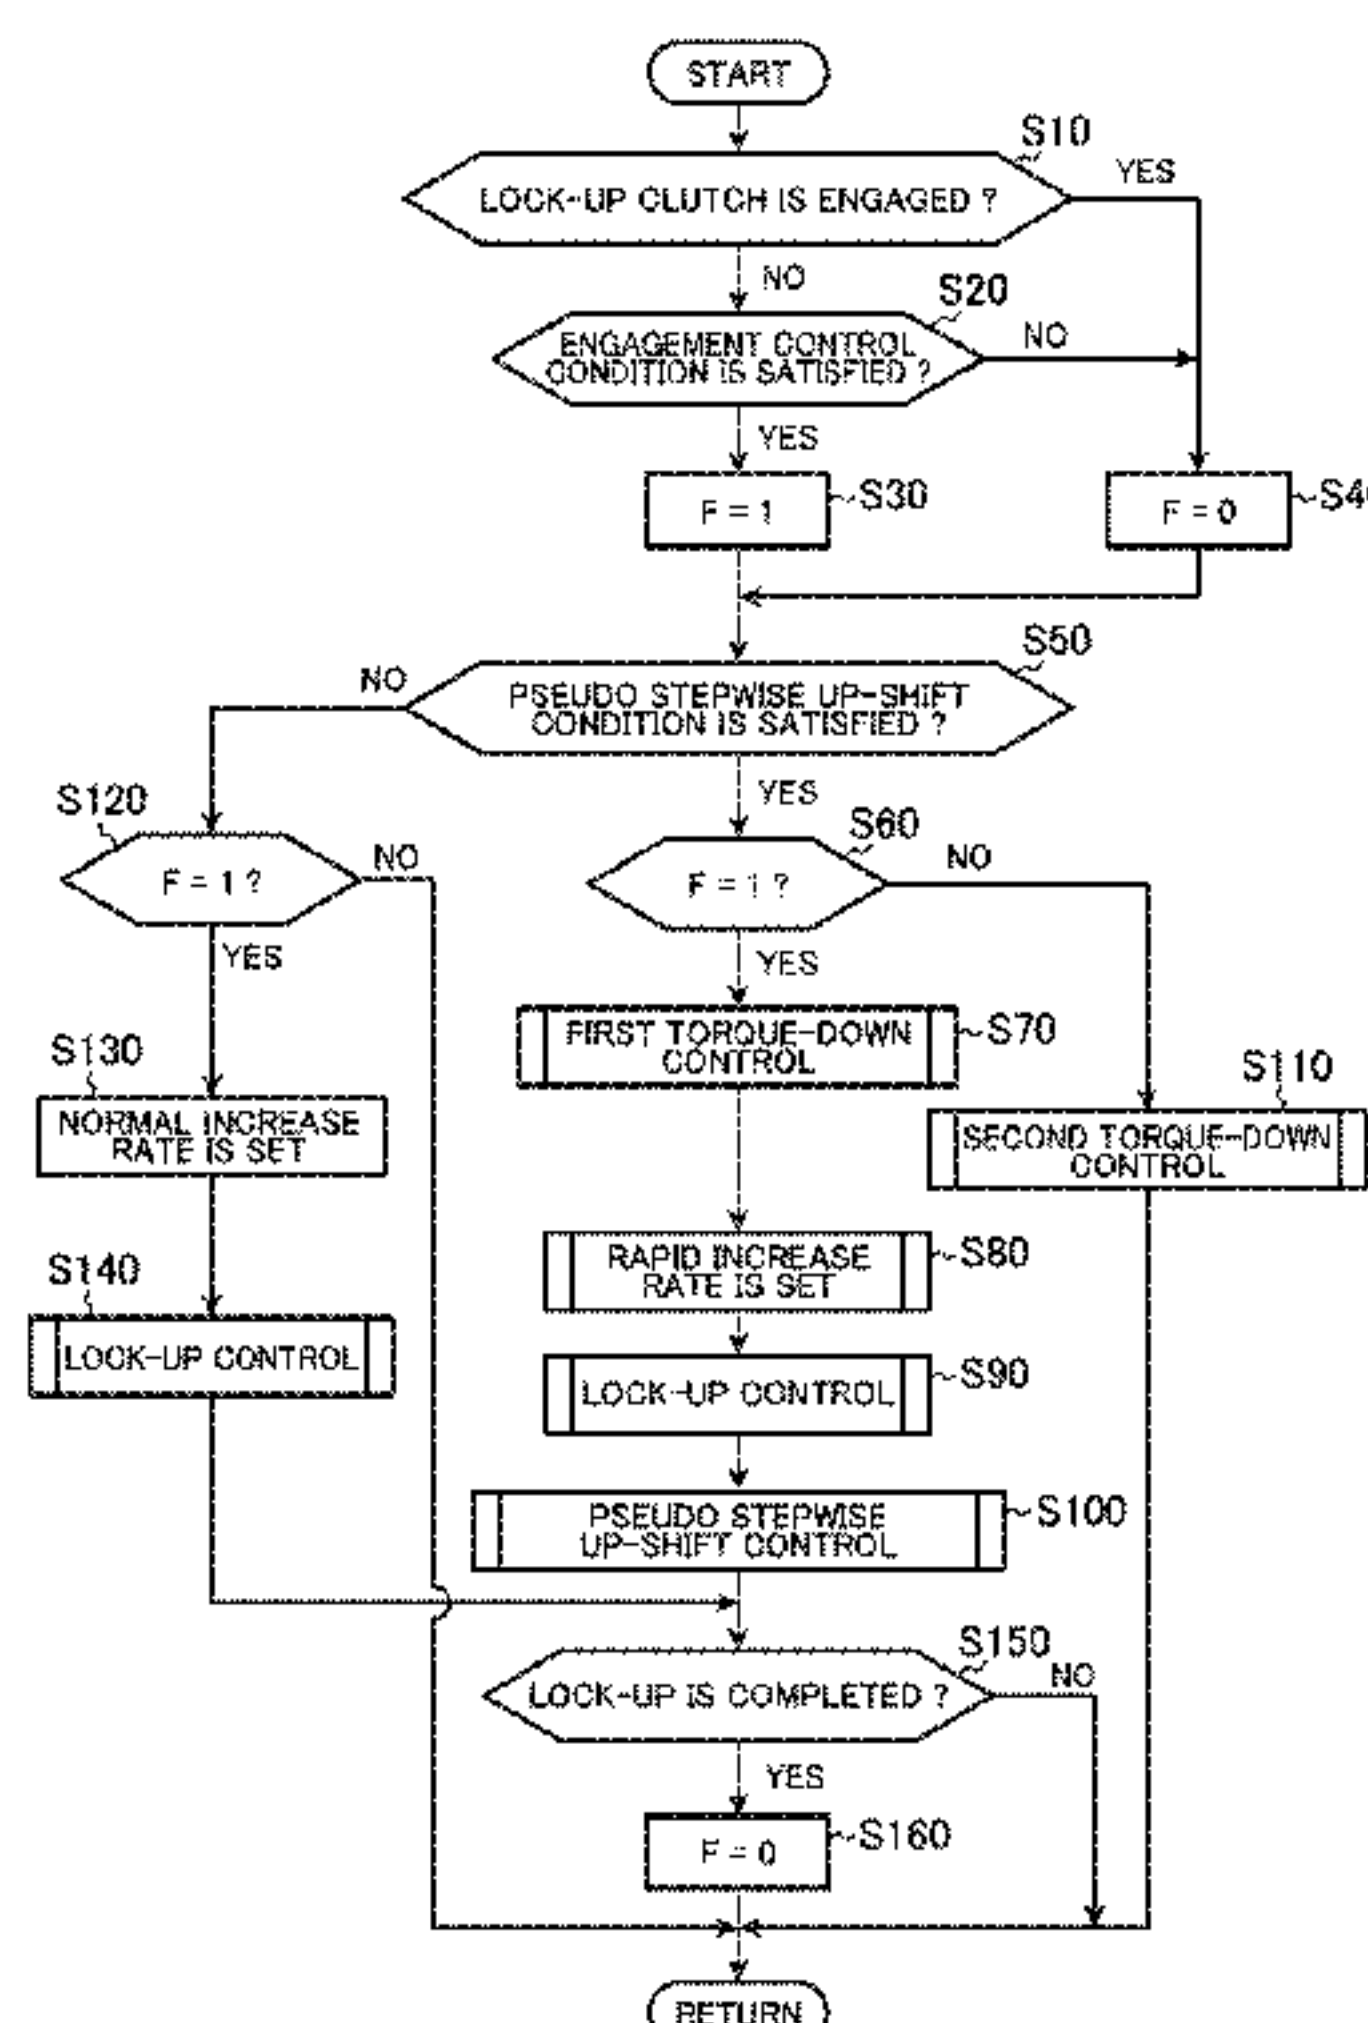 START
S10
YES
LOCK-UP CLUTCH IS ENGAGED ?
NO
S20
ENGAGEMENT CONTROL
CONDITION IS SATISFIED ?
NO
YES
F = 1
S30
F = 0
S4
S50
NO
PSEUDO STEPWISE UP-SHIFT
CONDITION IS SATISFIED ?
YES
S120
F = 1 ?
NO
S60
F = 1 ?
NO
YES
YES
S130
NORMAL INCREASE
RATE IS SET
FIRST TORQUE-DOWN
CONTROL
S70
S110
SECOND TORQUE-DOWN
CONTROL
S140
LOCK-UP CONTROL
RAPID INCREASE
RATE IS SET
S80
LOCK-UP CONTROL
S90
PSEUDO STEPWISE
UP-SHIFT CONTROL
S100
S150
LOCK-UP IS COMPLETED ?
NO
YES
F = 0
S160
RETURN